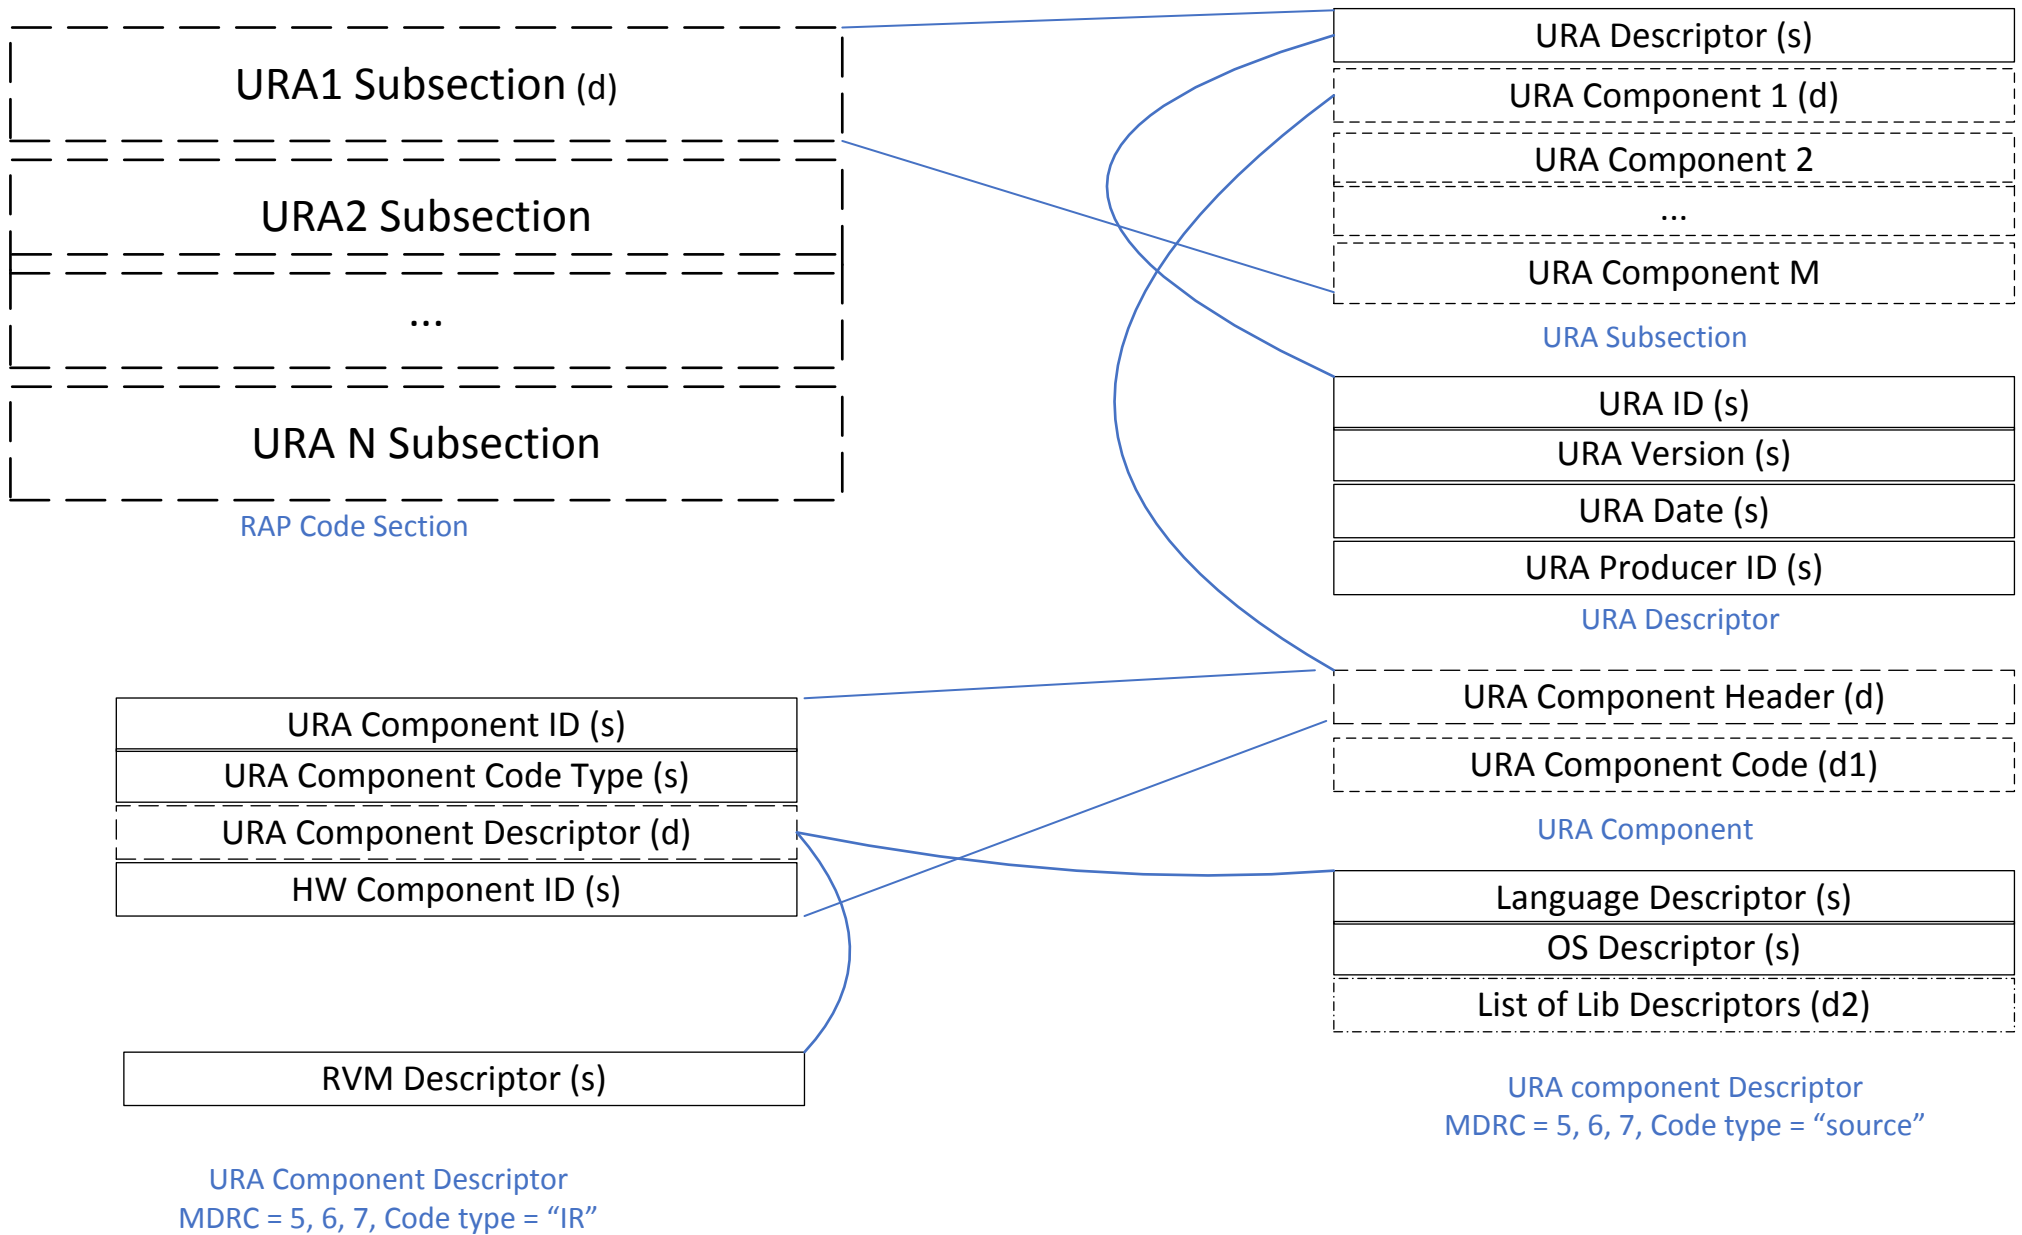 URA1 Subsection (d)
URA2 Subsection
...
URA N Subsection
RAP Code Section
URA Descriptor (s)
URA Component 1 (d)
URA Component 2
...
URA Component M
URA Subsection
URA ID (s)
URA Version (s)
URA Date (s)
URA Producer ID (s)
URA Descriptor
URA Component Header (d)
URA Component Code (d1)
URA Component
URA Component ID (s)
URA Component Code Type (s)
URA Component Descriptor (d)
HW Component ID (s)
Language Descriptor (s)
OS Descriptor (s)
List of Lib Descriptors (d2)
URA component Descriptor
MDRC = 5, 6, 7, Code type = “source”
RVM Descriptor (s)
URA Component Descriptor
MDRC = 5, 6, 7, Code type = “IR”